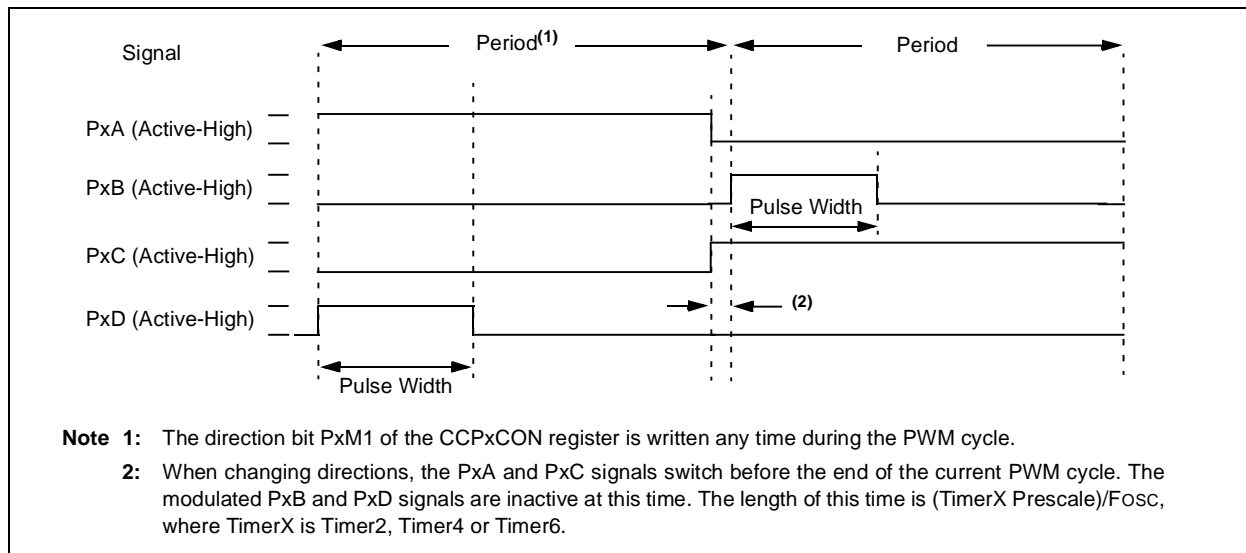 Signal
Period(1)
Period
PxA (Active-High)
PxB (Active-High)
Pulse Width
PxC (Active-High)
(2)
PxD (Active-High)
Pulse Width
Note 1: The direction bit PxM1 of the CCPxCON register is written any time during the PWM cycle.
2: When changing directions, the PxA and PxC signals switch before the end of the current PWM cycle. The
modulated PxB and PxD signals are inactive at this time. The length of this time is (TimerX Prescale)/FOSC,
where TimerX is Timer2, Timer4 or Timer6.